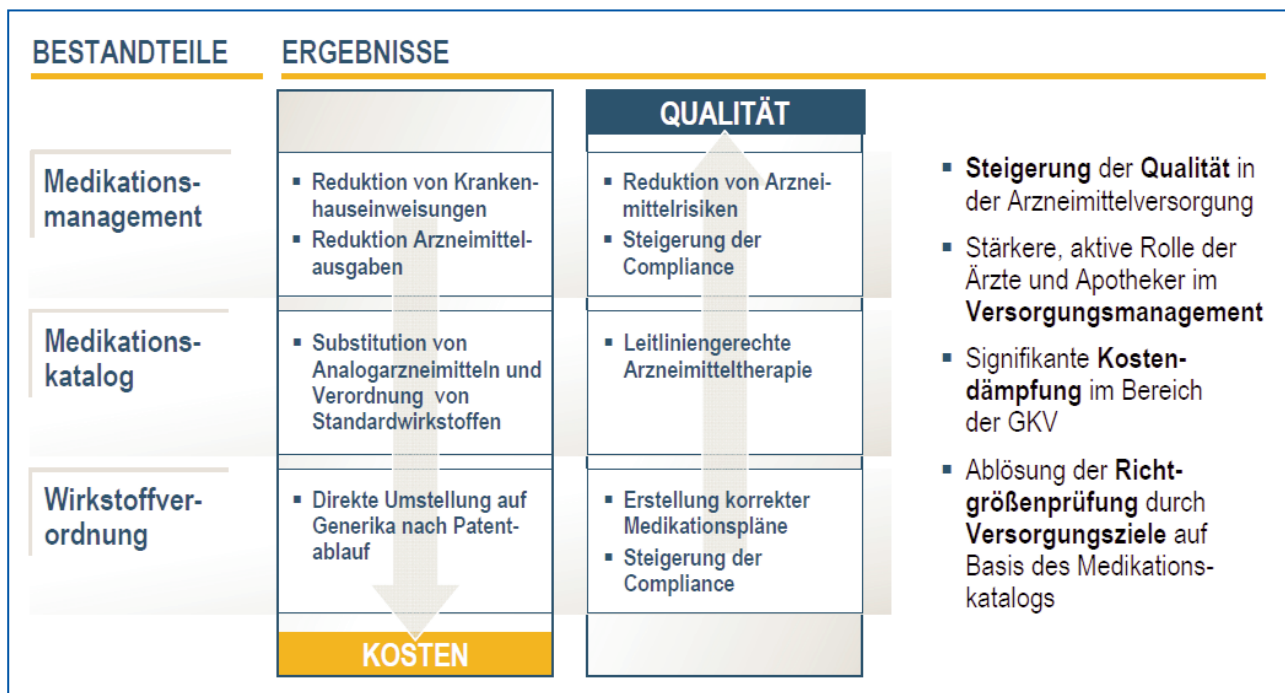 BESTANDTEILE
ERGEBNISSE
QUALITÄT
Medikations-
management
▪ Reduktion von Kranken-
hauseinweisungen
▪ Reduktion Arzneimittel-
ausgaben
▪ Reduktion von Arznei-
mittelrisiken
▪ Steigerung der
Compliance
Medikations-
katalog
▪ Substitution von
Analogarzneimitteln und
Verordnung von
Standardwirkstoffen
▪ Leitliniengerechte
Arzneimitteltherapie
Wirkstoffver-
ordnung
▪ Direkte Umstellung auf
Generika nach Patent-
ablauf
▪ Erstellung korrekter
Medikationspläne
▪ Steigerung der
Compliance
KOSTEN
▪ Steigerung der Qualität in
der Arzneimittelversorgung
▪ Stärkere, aktive Rolle der
Ärzte und Apotheker im
Versorgungsmanagement
▪ Signifikante Kosten-
dämpfung im Bereich
der GKV
▪ Ablösung der Richt-
größenprüfung durch
Versorgungsziele auf
Basis des Medikations-
katalogs